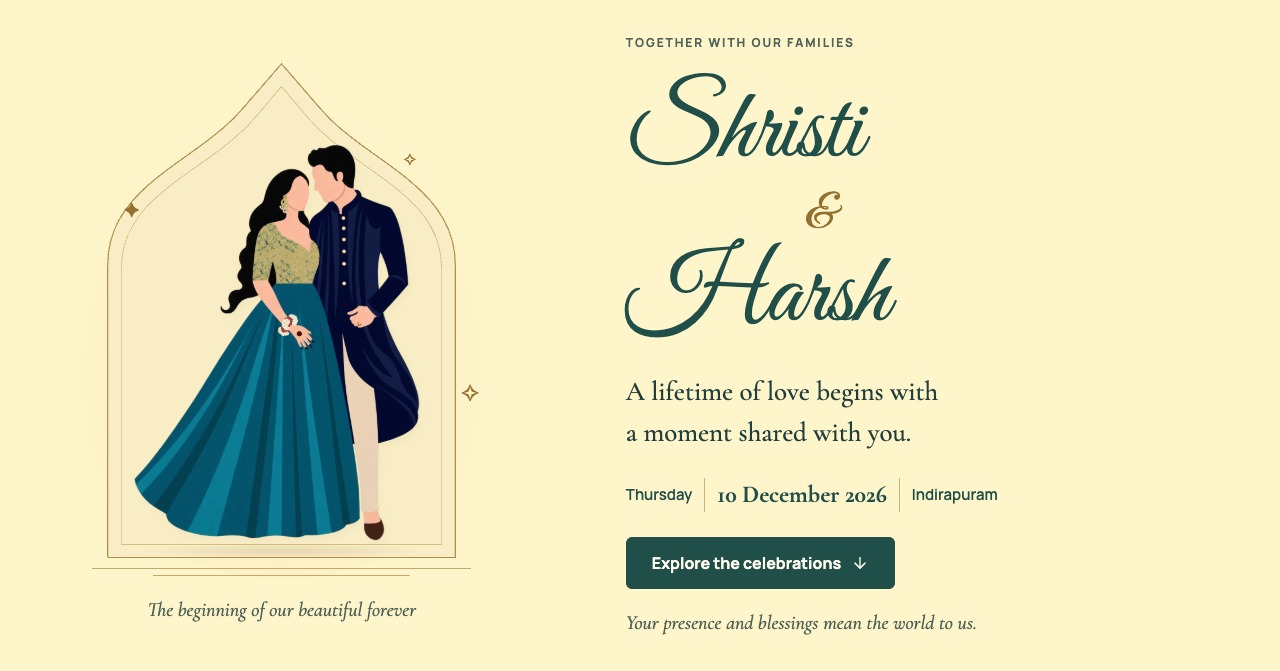 TOGETHER WITH OUR FAMILIES
Shristi
&
Harsh
A lifetime of love begins with
a moment shared with you.
Thursday 10 December 2026 Indirapuram
Explore the celebrations ↓
Your presence and blessings mean the world to us.
The beginning of our beautiful forever